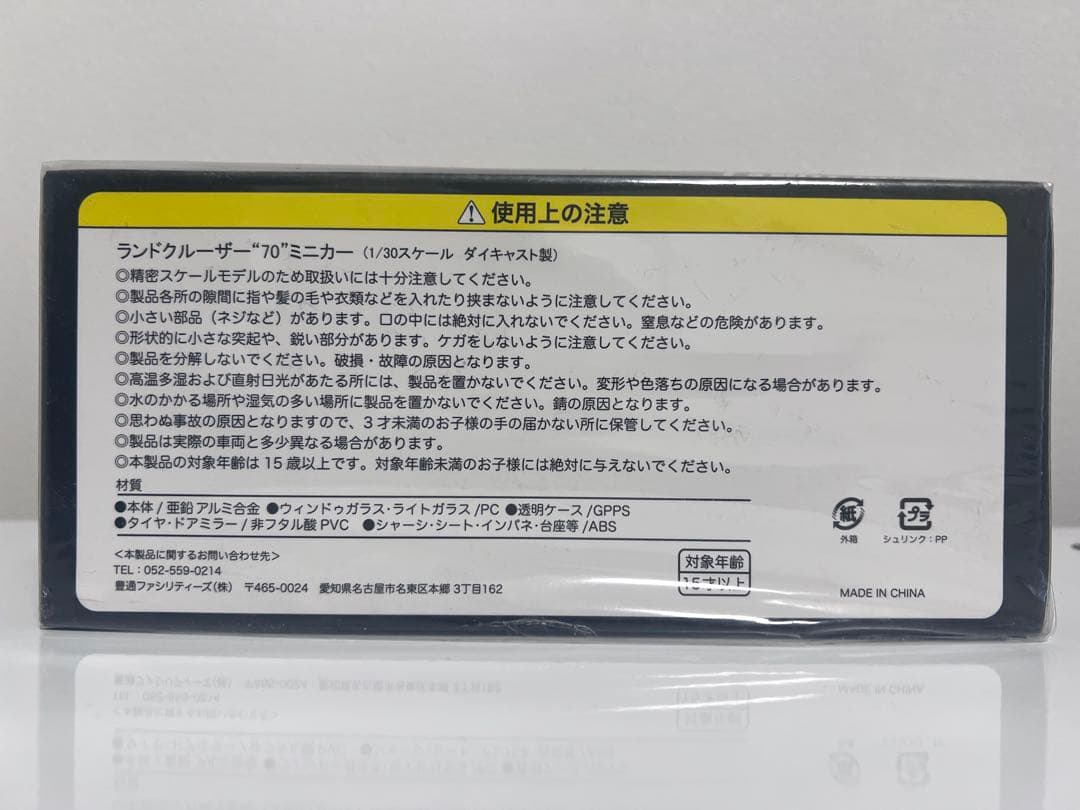 ⚠使用上の注意
ランドクルーザー“70”ミニカー（1/30スケール ダイキャスト製）
◎精密スケールモデルのため取扱いには十分注意してください。
◎製品各所の隙間に指や髪の毛や衣類などを入れたり挟まないように注意してください。
◎小さい部品（ネジなど）があります。口の中には絶対に入れないでください。窒息などの危険があります。
◎形状的に小さな突起や、鋭い部分があります。ケガをしないように注意してください。
◎製品を分解しないでください。破損・故障の原因となります。
◎高温多湿および直射日光があたる所には、製品を置かないでください。変形や色落ちの原因になる場合があります。
◎水のかかる場所や湿気の多い場所に製品を置かないでください。錆の原因となります。
◎思わぬ事故の原因となりますので、３才未満のお子様の手の届かない所に保管してください。
◎製品は実際の車両と多少異なる場合があります。
◎本製品の対象年齢は15歳以上です。対象年齢未満のお子様には絶対に与えないでください。
材質
●本体/亜鉛アルミ合金 ●ウィンドゥガラス・ライトガラス/PC ●透明ケース/GPPS
●タイヤ・ドアミラー/非フタル酸PVC ●シャーシ・シート・インパネ・台座等/ABS
紙
外箱
プラ
シュリンク：PP
＜本製品に関するお問い合わせ先＞
TEL：052-559-0214
豊通ファシリティーズ（株） 〒465-0024 愛知県名古屋市名東区本郷3丁目162
対象年齢
15才以上
MADE IN CHINA